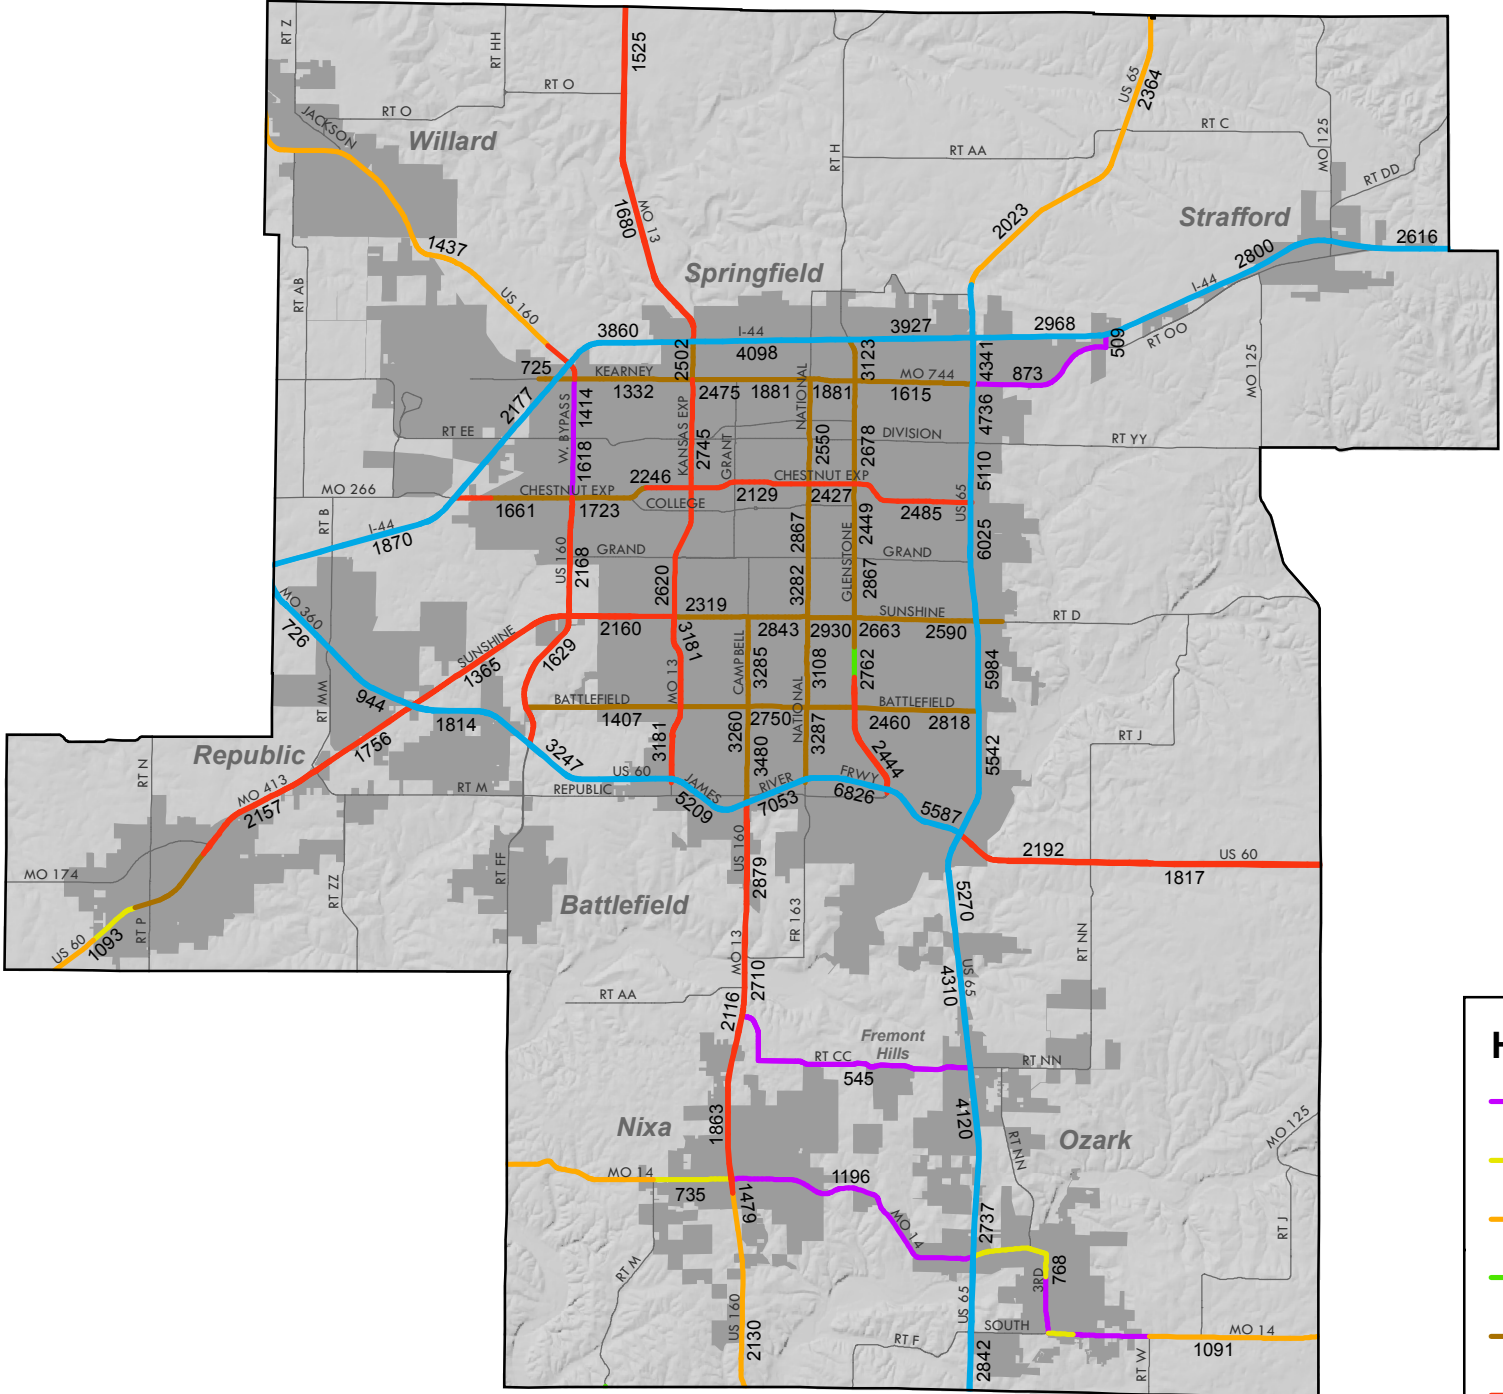 RT Z
RT HH
1525
US 65
2364
RT O
RT O
JACKSON
Willard
RT H
RT AA
RT C
MO 125
RT DD
1680
MO 13
2023
Strafford
1437
2800
2616
Springfield
RT AB
US 160
I-44
3860
I-44
4098
3927
2968
509
RT OO
2502
3123
4341
MO 125
725
KEARNEY
1332
2475
1881
NATIONAL
1881
MO 744
1615
873
2177
W. BYPASS
1414
KANSAS EXP
4736
RT EE
1618
2745
GRANT
2550
2678
DIVISION
RT YY
5110
MO 266
2246
CHESTNUT EXP
CHESTNUT EXP
2129
2427
US 65
1661
1723
COLLEGE
2485
RT B
I-44
1870
2867
2449
6025
US 160
2168
GRAND
GLENSTONE
GRAND
MO 360
726
2620
3282
2867
2319
SUNSHINE
RT D
2160
2843
2930
2663
2590
SUNSHINE
1365
1629
3181
CAMPBELL
3285
3108
2762
5984
RT MM
944
MO 13
1814
BATTLEFIELD
1407
2750
NATIONAL
BATTLEFIELD
2460
2818
1756
3181
3260
3480
3287
2444
5542
RT J
Republic
3247
RT N
US 60
REPUBLIC
JAMES
RIVER
FRWY
RT M
MO 413
2157
5209
7053
6826
5587
2192
US 60
1817
MO 174
RT ZZ
RT FF
US 160
2879
5270
Battlefield
RT P
US 60
1093
FR 163
RT NN
MO 13
2710
4310
US 65
RT AA
2116
Fremont
Hills
RT CC
545
RT NN
1863
4120
Nixa
Ozark
RT NN
MO 125
MO 14
735
1479
1196
MO 14
2737
RT J
768
3RD
RT M
US 160
2130
US 65
SOUTH
RT F
2842
MO 14
1091
RT W
H